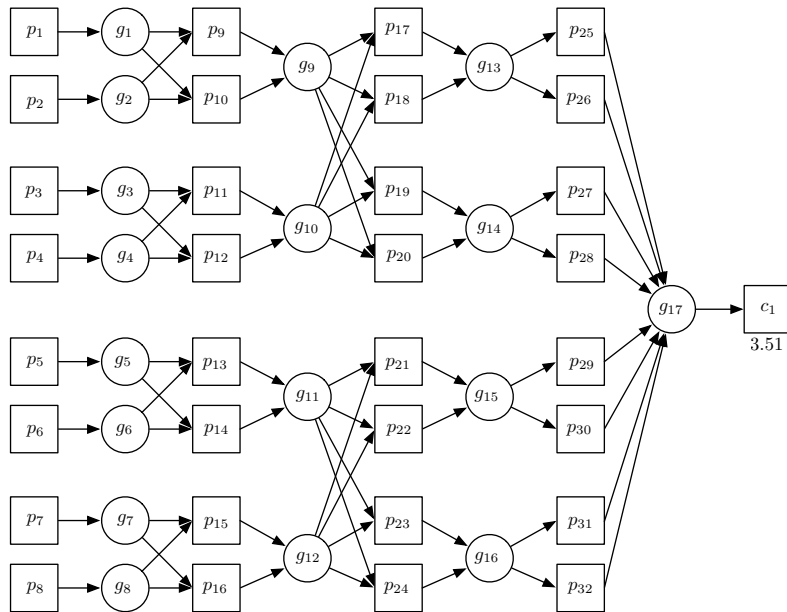 p1 g1 p9 p17 p25
g9 g13
p2 g2 p10 p18 p26
p3 g3 p11 p19 p27
g10 g14
p4 g4 p12 p20 p28
g17 c1
3.51
p5 g5 p13 p21 p29
g11 g15
p6 g6 p14 p22 p30
p7 g7 p15 p23 p31
g12 g16
p8 g8 p16 p24 p32